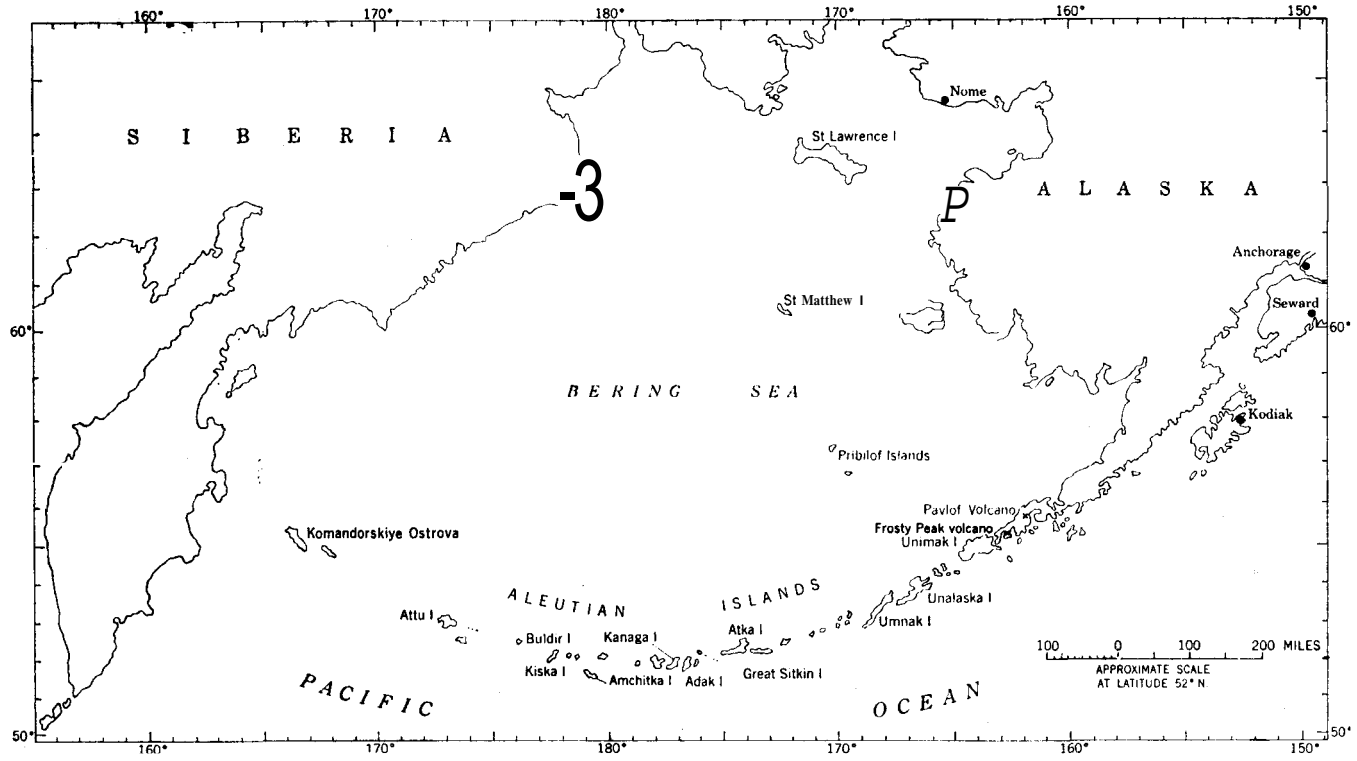 160° 170° 180° 170° 160° 150°
Nome
S I B E R I A
St Lawrence I
-3
P
A L A S K A
Anchorage
St Matthew I
Seward
60°
60°
BERING SEA
Kodiak
Pribilof Islands
Pavlof Volcano
Frosty Peak volcano
Unimak I
Komandorskiye Ostrova
ALEUTIAN ISLANDS
Unalaska I
Attu I
Umnak I
Buldir I
Kanaga I
Atka I
Kiska I
Amchitka I
Adak I
Great Sitkin I
100 0 100 200 MILES
APPROXIMATE SCALE
AT LATITUDE 52° N.
PACIFIC OCEAN
50°
50°
160° 170° 180° 170° 160° 150°